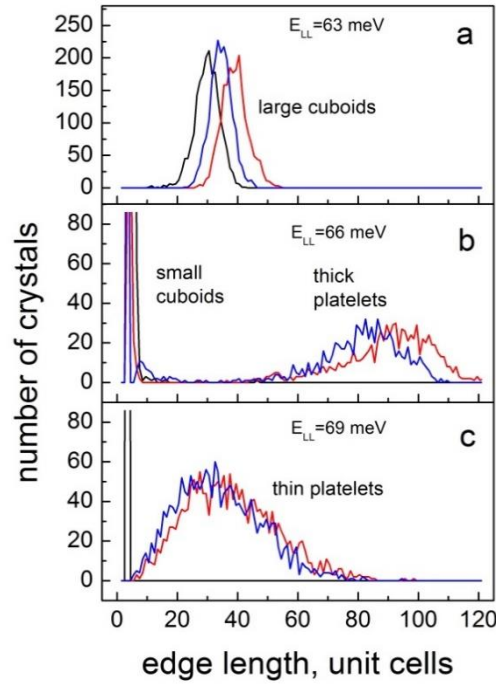 number of crystals
250
200
150
100
50
0
E_LL=63 meV
a
large cuboids
80
60
40
20
0
E_LL=66 meV
b
small
cuboids
thick
platelets
80
60
40
20
0
E_LL=69 meV
c
thin platelets
0 20 40 60 80 100 120
edge length, unit cells